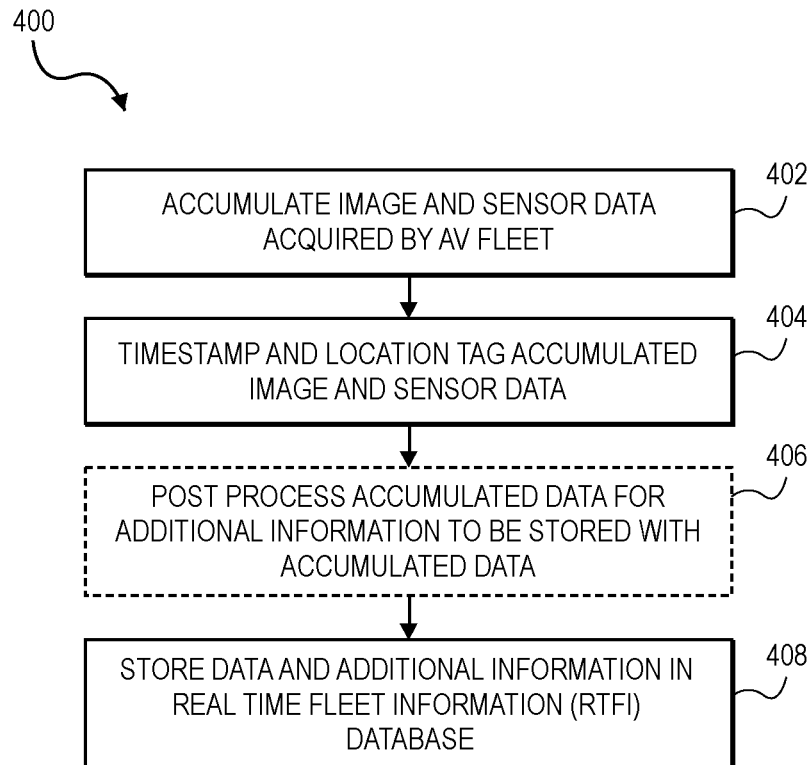 400
402
ACCUMULATE IMAGE AND SENSOR DATA
ACQUIRED BY AV FLEET
404
TIMESTAMP AND LOCATION TAG ACCUMULATED
IMAGE AND SENSOR DATA
406
POST PROCESS ACCUMULATED DATA FOR
ADDITIONAL INFORMATION TO BE STORED WITH
ACCUMULATED DATA
408
STORE DATA AND ADDITIONAL INFORMATION IN
REAL TIME FLEET INFORMATION (RTFI)
DATABASE